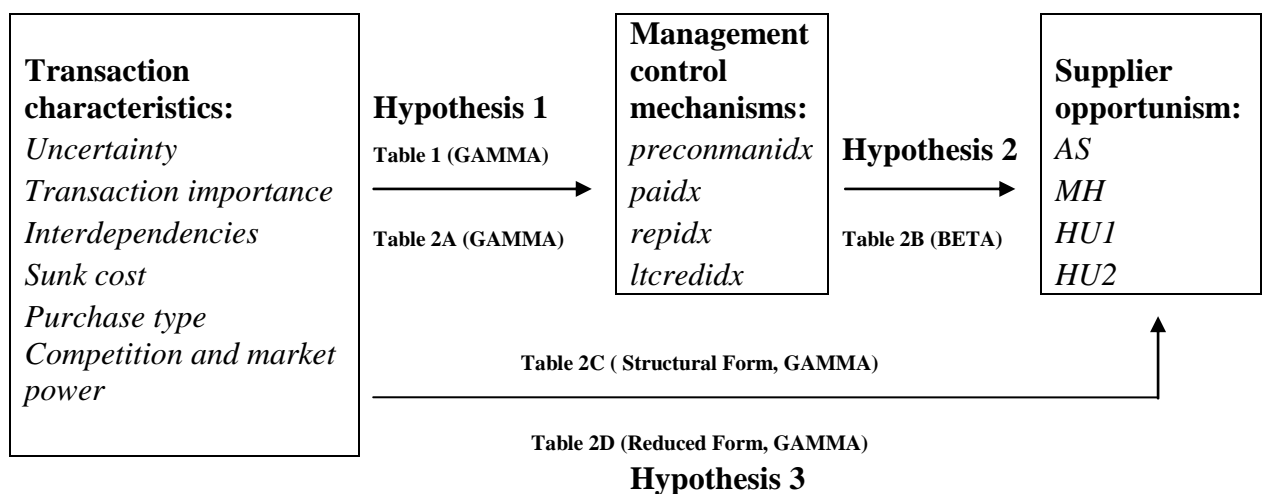 Transaction
characteristics:
Uncertainty
Transaction importance
Interdependencies
Sunk cost
Purchase type
Competition and market
power
Hypothesis 1
Table 1 (GAMMA)
Table 2A (GAMMA)
Management
control
mechanisms:
preconmanidx
paidx
repidx
ltcredidx
Hypothesis 2
Table 2B (BETA)
Supplier
opportunism:
AS
MH
HU1
HU2
Table 2C ( Structural Form, GAMMA)
Table 2D (Reduced Form, GAMMA)
Hypothesis 3